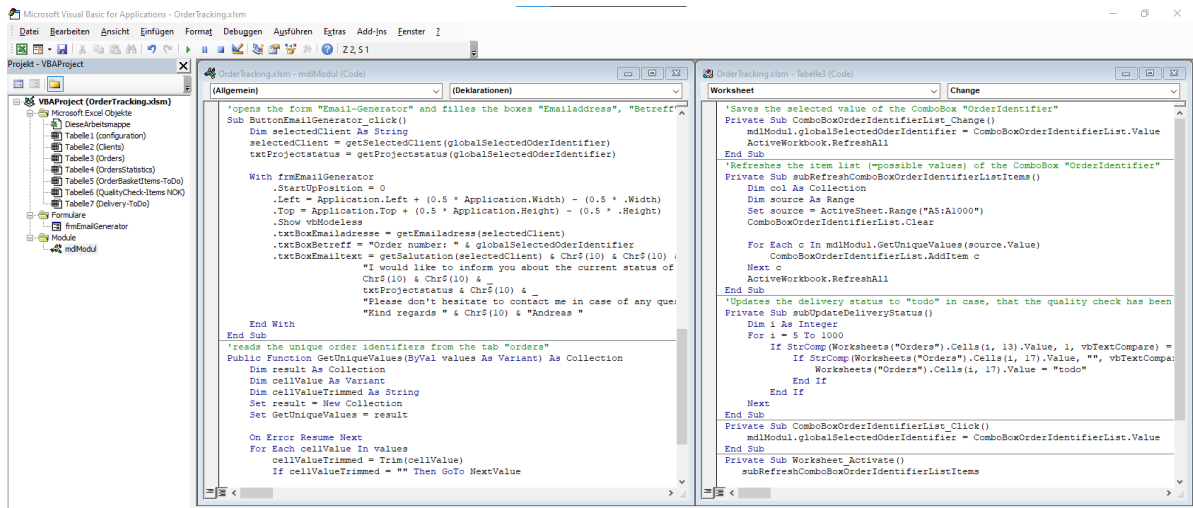 Microsoft Visual Basic for Applications - OrderTracking.xlsm
Datei Bearbeiten Ansicht Einfügen Format Debuggen Ausführen Extras Add-Ins Fenster ?
Z 2, S 1
Projekt - VBAProject
VBAProject (OrderTracking.xlsm)
Microsoft Excel Objekte
DieseArbeitsmappe
Tabelle1 (configuration)
Tabelle2 (Clients)
Tabelle3 (Orders)
Tabelle4 (OrdersStatistics)
Tabelle5 (OrderBasketItems-ToDo)
Tabelle6 (QualityCheck-Items NOK)
Tabelle7 (Delivery-ToDo)
Formulare
frmEmailGenerator
Module
mdlModul
OrderTracking.xlsm - mdlModul (Code)
(Allgemein) (Deklarationen)
'opens the form "Email-Generator" and filles the boxes "Emailaddress", "Betreff"
Sub ButtonEmailGenerator_click()
Dim selectedClient As String
selectedClient = getSelectedClient(globalSelectedOderIdentifier)
txtProjectstatus = getProjectstatus(globalSelectedOderIdentifier)
With frmEmailGenerator
.StartUpPosition = 0
.Left = Application.Left + (0.5 * Application.Width) - (0.5 * .Width)
.Top = Application.Top + (0.5 * Application.Height) - (0.5 * .Height)
.Show vbModeless
.txtBoxEmailadresse = getEmailadress(selectedClient)
.txtBoxBetreff = "Order number: " & globalSelectedOderIdentifier
.txtBoxEmailtext = getSalutation(selectedClient) & Chr$(10) & Chr$(10) &
"I would like to inform you about the current status of
Chr$(10) & Chr$(10) & _
txtProjectstatus & Chr$(10) & _
"Please don't hesitate to contact me in case of any ques
"Kind regards " & Chr$(10) & "Andreas "
End With
End Sub
'reads the unique order identifiers from the tab "orders"
Public Function GetUniqueValues(ByVal values As Variant) As Collection
Dim result As Collection
Dim cellValue As Variant
Dim cellValueTrimmed As String
Set result = New Collection
Set GetUniqueValues = result
On Error Resume Next
For Each cellValue In values
cellValueTrimmed = Trim(cellValue)
If cellValueTrimmed = "" Then GoTo NextValue
OrderTracking.xlsm - Tabelle3 (Code)
Worksheet Change
'Saves the selected value of the ComboBox "OrderIdentifier"
Private Sub ComboBoxOrderIdentifierList_Change()
mdlModul.globalSelectedOderIdentifier = ComboBoxOrderIdentifierList.Value
ActiveWorkbook.RefreshAll
End Sub
'Refreshes the item list (=possible values) of the ComboBox "OrderIdentifier"
Private Sub subRefreshComboBoxOrderIdentifierListItems()
Dim col As Collection
Dim source As Range
Set source = ActiveSheet.Range("A5:A1000")
ComboBoxOrderIdentifierList.Clear
For Each c In mdlModul.GetUniqueValues(source.Value)
ComboBoxOrderIdentifierList.AddItem c
Next c
ActiveWorkbook.RefreshAll
End Sub
'Updates the delivery status to "todo" in case, that the quality check has been
Private Sub subUpdateDeliveryStatus()
Dim i As Integer
For i = 5 To 1000
If StrComp(Worksheets("Orders").Cells(i, 13).Value, 1, vbTextCompare) =
If StrComp(Worksheets("Orders").Cells(i, 17).Value, "", vbTextCompa
Worksheets("Orders").Cells(i, 17).Value = "todo"
End If
End If
Next
End Sub
Private Sub ComboBoxOrderIdentifierList_Click()
mdlModul.globalSelectedOderIdentifier = ComboBoxOrderIdentifierList.Value
End Sub
Private Sub Worksheet_Activate()
subRefreshComboBoxOrderIdentifierListItems